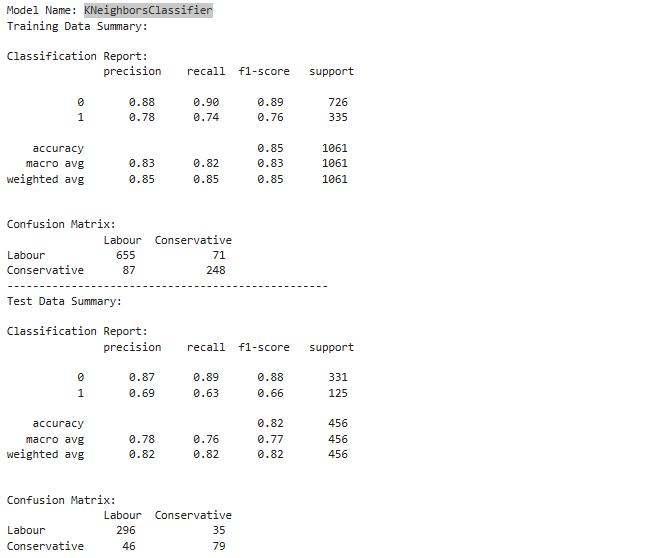 Model Name: KNeighborsClassifier
Training Data Summary:
Classification Report:
precision recall f1-score support
0 0.88 0.90 0.89 726
1 0.78 0.74 0.76 335
accuracy 0.85 1061
macro avg 0.83 0.82 0.83 1061
weighted avg 0.85 0.85 0.85 1061
Confusion Matrix:
Labour Conservative
Labour 655 71
Conservative 87 248
--------------------------------------------------
Test Data Summary:
Classification Report:
precision recall f1-score support
0 0.87 0.89 0.88 331
1 0.69 0.63 0.66 125
accuracy 0.82 456
macro avg 0.78 0.76 0.77 456
weighted avg 0.82 0.82 0.82 456
Confusion Matrix:
Labour Conservative
Labour 296 35
Conservative 46 79